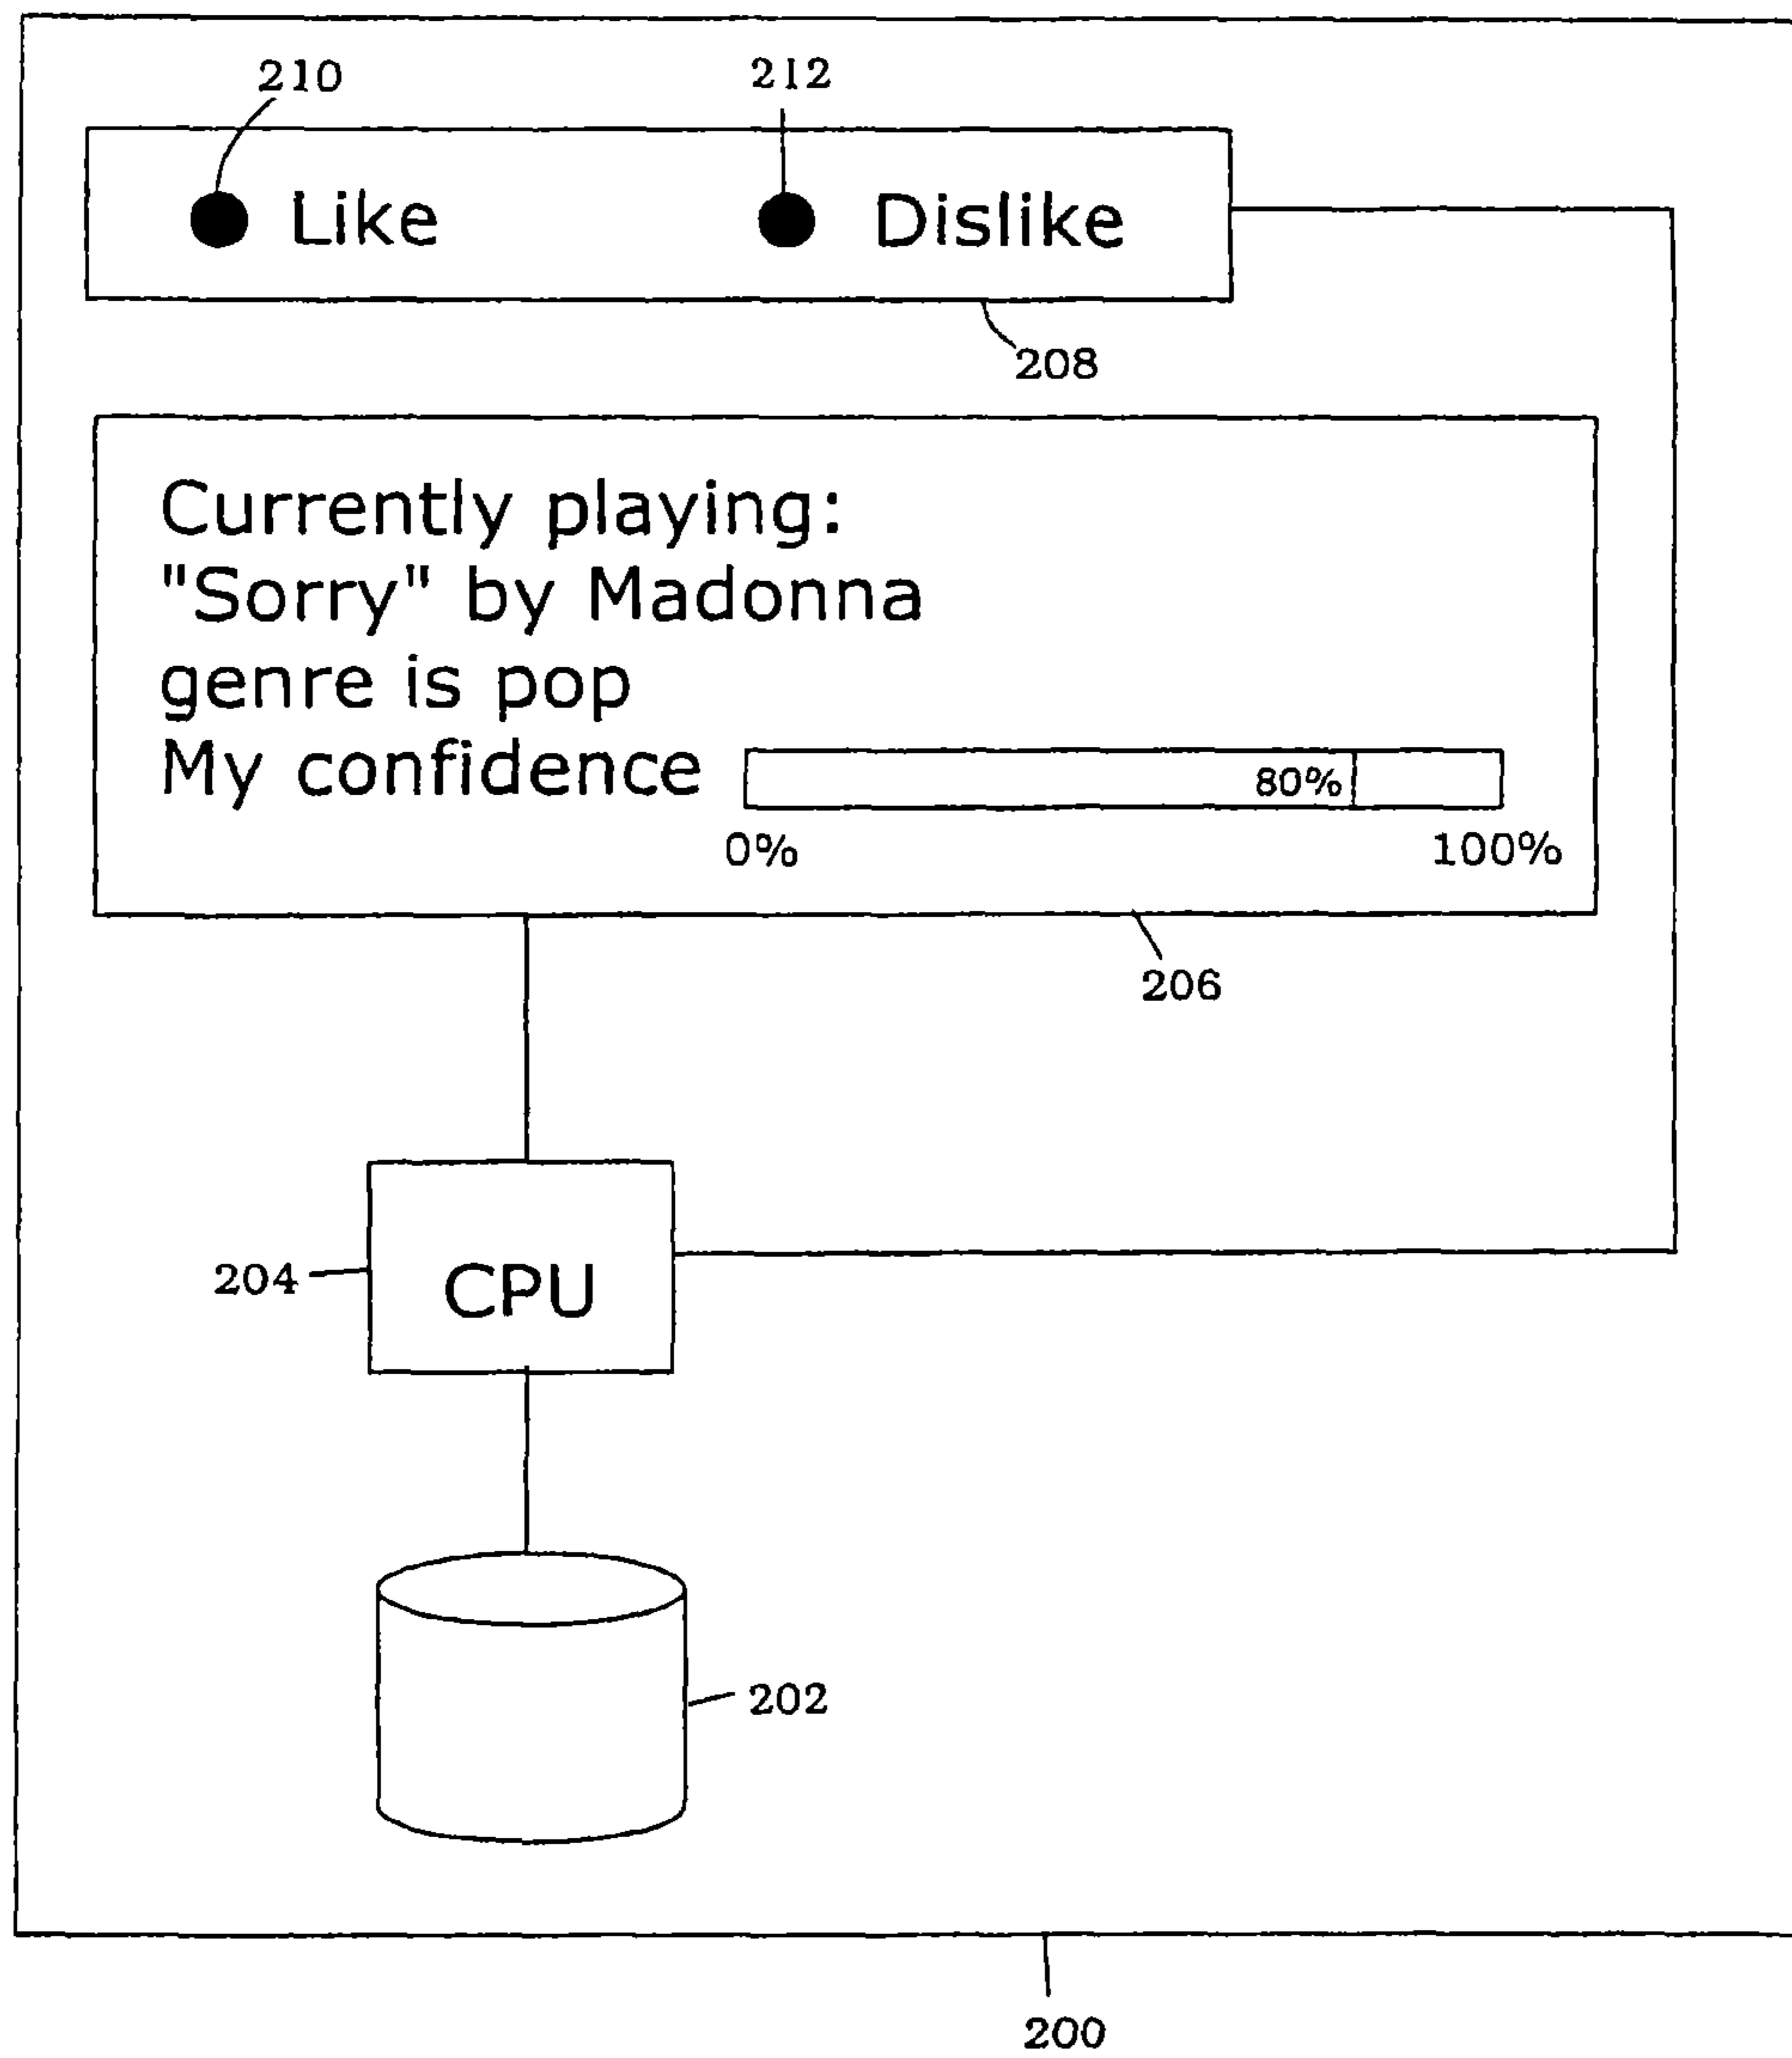 210
212
Like
Dislike
208
Currently playing:
"Sorry" by Madonna
genre is pop
My confidence
80%
0%
100%
206
204
CPU
202
200